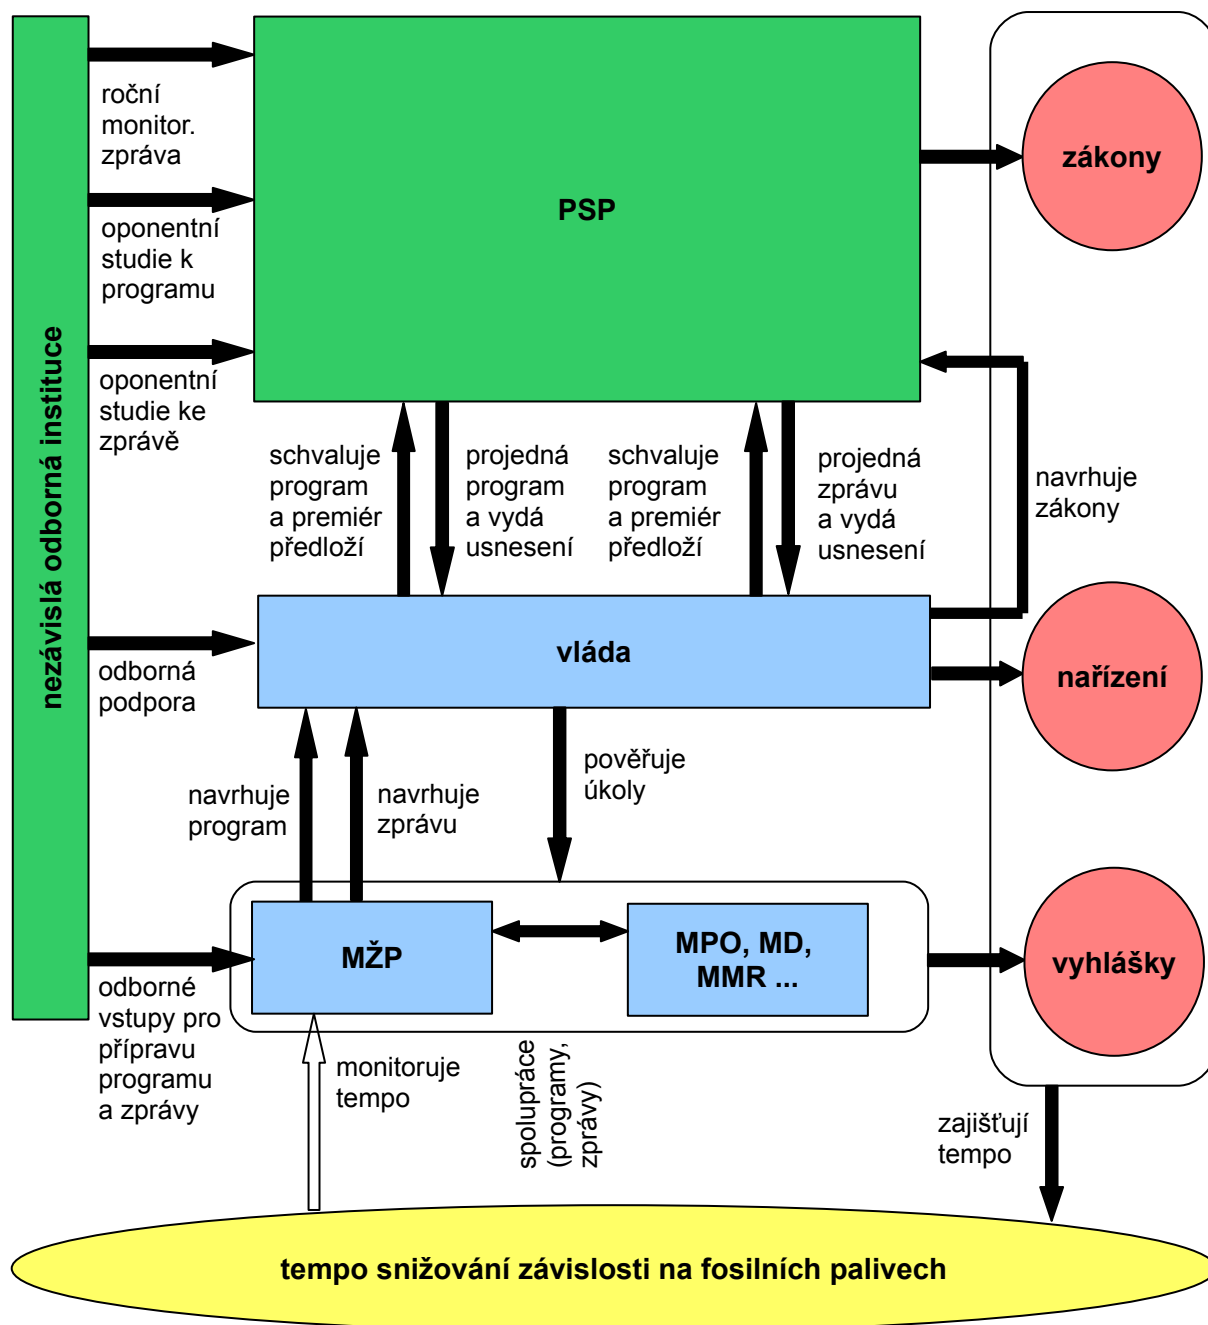 nezávislá odborná instituce
roční
monitor.
zpráva
oponentní
studie k
programu
oponentní
studie ke
zprávě
odborná
podpora
odborné
vstupy pro
přípravu
programu
a zprávy
PSP
zákony
schvaluje
program
a premiér
předloží
projedná
program
a vydá
usnesení
schvaluje
program
a premiér
předloží
projedná
zprávu
a vydá
usnesení
navrhuje
zákony
vláda
nařízení
navrhuje
program
navrhuje
zprávu
pověřuje
úkoly
MŽP
MPO, MD,
MMR ...
vyhlášky
monitoruje
tempo
spolupráce
(programy,
zprávy)
zajišťují
tempo
tempo snižování závislosti na fosilních palivech